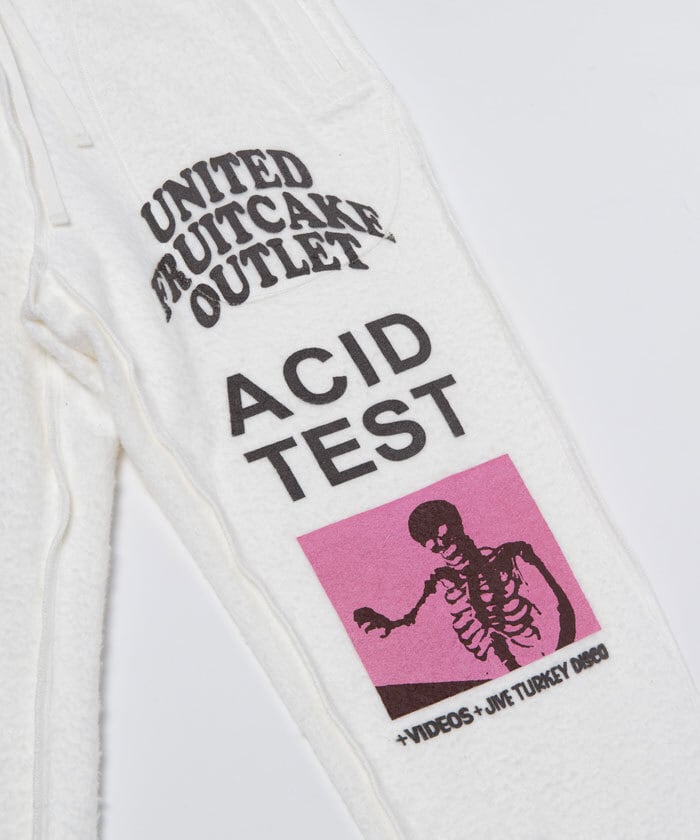 UNITED
FRUITCAKE
OUTLET
ACID
TEST
+VIDEOS + JIVE TURKEY DISCO